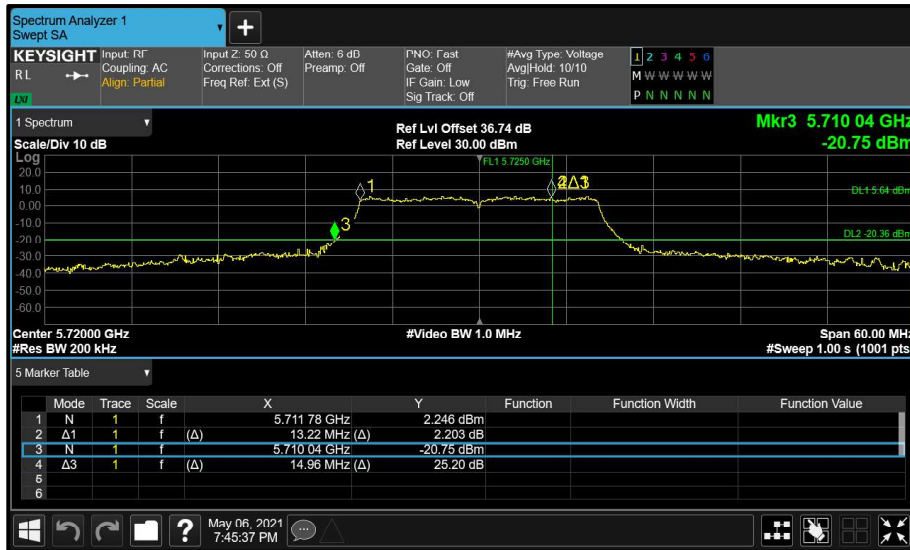 Spectrum Analyzer 1
Swept SA
+
KEYSIGHT Input: RF Input Z: 50 Ω Atten: 6 dB PNO: Fast #Avg Type: Voltage 1 2 3 4 5 6
RL Coupling: AC Corrections: Off Preamp: Off Gate: Off Avg|Hold: 10/10 M W W W W W
Align: Partial Freq Ref: Ext (S) IF Gain: Low Trig: Free Run
LXI Sig Track: Off P N N N N N
1 Spectrum Ref Lvl Offset 36.74 dB Mkr3 5.710 04 GHz
Scale/Div 10 dB Ref Level 30.00 dBm -20.75 dBm
Log FL1 5.7250 GHz
20.0
10.0 1 DL1 5.64 dBm
0.00
-10.0 3
-20.0 DL2 -20.36 dBm
-30.0
-40.0
-50.0
-60.0
Center 5.72000 GHz #Video BW 1.0 MHz Span 60.00 MHz
#Res BW 200 kHz #Sweep 1.00 s (1001 pts
5 Marker Table
Mode Trace Scale X Y Function Function Width Function Value
1 N 1 f 5.711 78 GHz 2.246 dBm
2 Δ1 1 f (Δ) 13.22 MHz (Δ) 2.203 dB
3 N 1 f 5.710 04 GHz -20.75 dBm
4 Δ3 1 f (Δ) 14.96 MHz (Δ) 25.20 dB
5
6
? May 06, 2021
7:45:37 PM